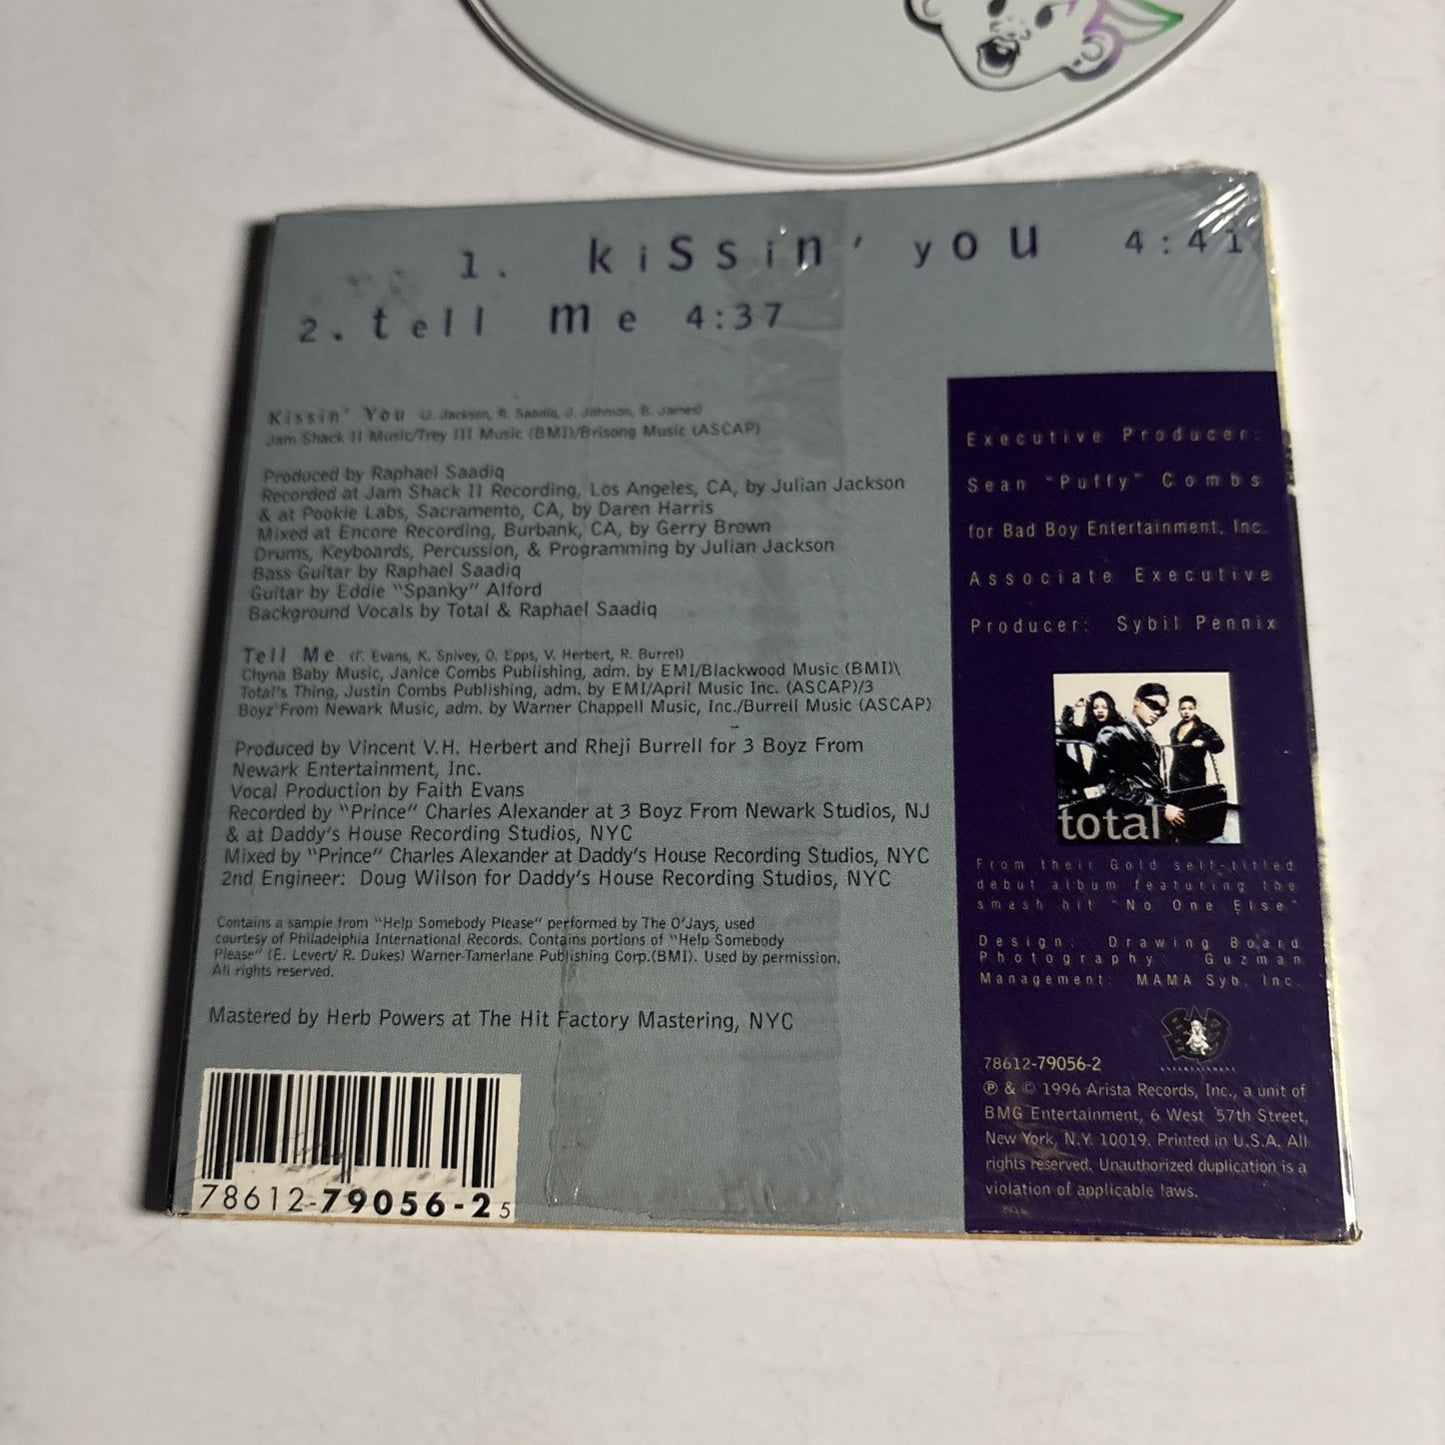 1. kiSsin' you 4:41
2. tell me 4:37
Kissin' You (J. Jackson, R. Saadiq, J. Johnson, B. James)
Jam Shack II Music/Trey III Music (BMI)/Brisong Music (ASCAP)
Produced by Raphael Saadiq
Recorded at Jam Shack II Recording, Los Angeles, CA, by Julian Jackson
& at Pookie Labs, Sacramento, CA, by Daren Harris
Mixed at Encore Recording, Burbank, CA, by Gerry Brown
Drums, Keyboards, Percussion, & Programming by Julian Jackson
Bass Guitar by Raphael Saadiq
Guitar by Eddie "Spanky" Alford
Background Vocals by Total & Raphael Saadiq
Tell Me (F. Evans, K. Spivey, O. Epps, V. Herbert, R. Burrel)
Chyna Baby Music, Janice Combs Publishing, adm. by EMI/Blackwood Music (BMI)\
Total's Thing, Justin Combs Publishing, adm. by EMI/April Music Inc. (ASCAP)/3
Boyz From Newark Music, adm. by Warner Chappell Music, Inc./Burrell Music (ASCAP)
Produced by Vincent V.H. Herbert and Rheji Burrell for 3 Boyz From
Newark Entertainment, Inc.
Vocal Production by Faith Evans
Recorded by "Prince" Charles Alexander at 3 Boyz From Newark Studios, NJ
& at Daddy's House Recording Studios, NYC
Mixed by "Prince" Charles Alexander at Daddy's House Recording Studios, NYC
2nd Engineer: Doug Wilson for Daddy's House Recording Studios, NYC
Contains a sample from "Help Somebody Please" performed by The O'Jays, used
courtesy of Philadelphia International Records. Contains portions of "Help Somebody
Please" (E. Levert/ R. Dukes) Warner-Tamerlane Publishing Corp.(BMI). Used by permission.
All rights reserved.
Mastered by Herb Powers at The Hit Factory Mastering, NYC
78612-79056-2 5
Executive Producer:
Sean "Puffy" Combs
for Bad Boy Entertainment, Inc.
Associate Executive
Producer: Sybil Pennix
total
From their Gold self-titled
debut album featuring the
smash hit "No One Else"
Design: Drawing Board
Photography: Guzman
Management: MAMA Syb, Inc.
BAD BOY
ENTERTAINMENT
78612-79056-2
℗ & © 1996 Arista Records, Inc., a unit of
BMG Entertainment, 6 West 57th Street,
New York, N.Y. 10019. Printed in U.S.A. All
rights reserved. Unauthorized duplication is a
violation of applicable laws.